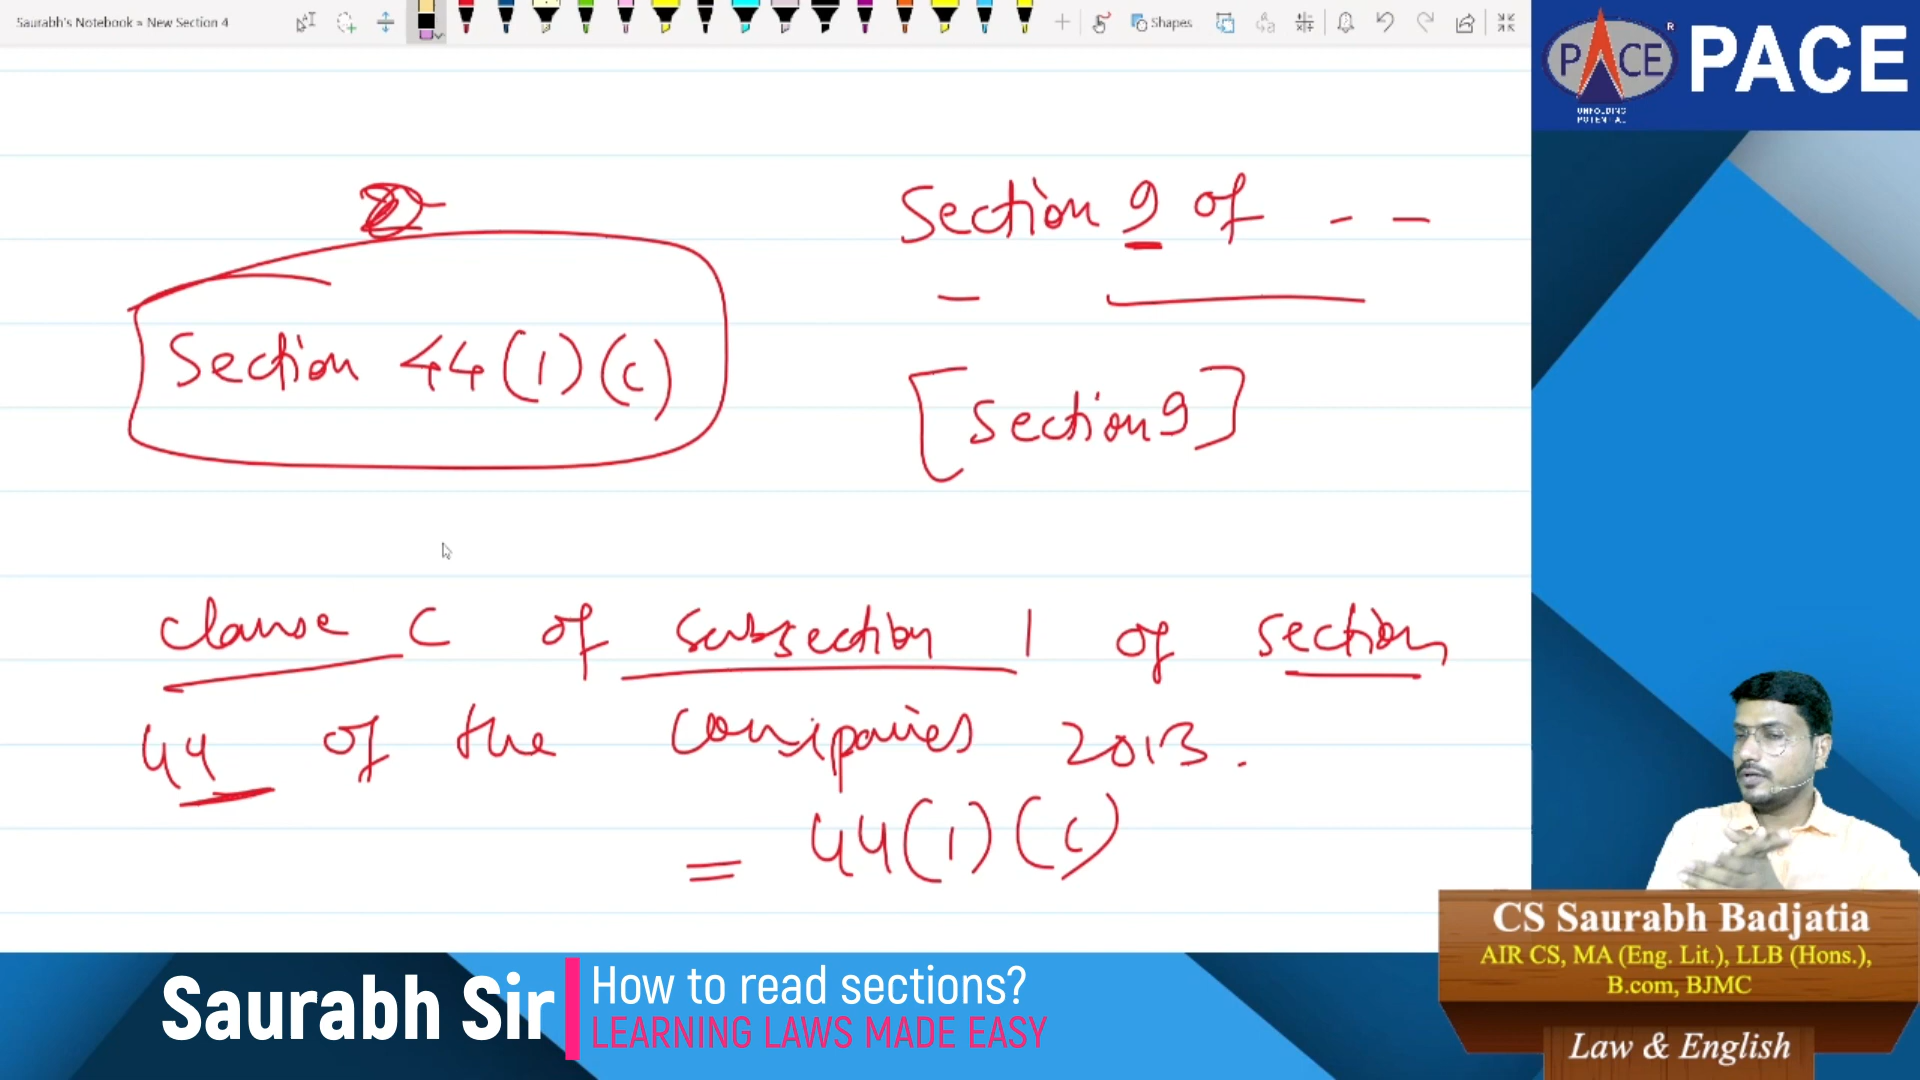 Saurabh's Notebook » New Section 4
Shapes
PACE
PACE
UNFOLDING
POTENTIAL
Section 44(1)(c)
Section 9 of - -
[Section 9]
clause c of subsection 1 of section
44 of the companies 2013.
= 44(1)(c)
CS Saurabh Badjatia
AIR CS, MA (Eng. Lit.), LLB (Hons.),
B.com, BJMC
Law & English
Saurabh Sir
How to read sections?
LEARNING LAWS MADE EASY